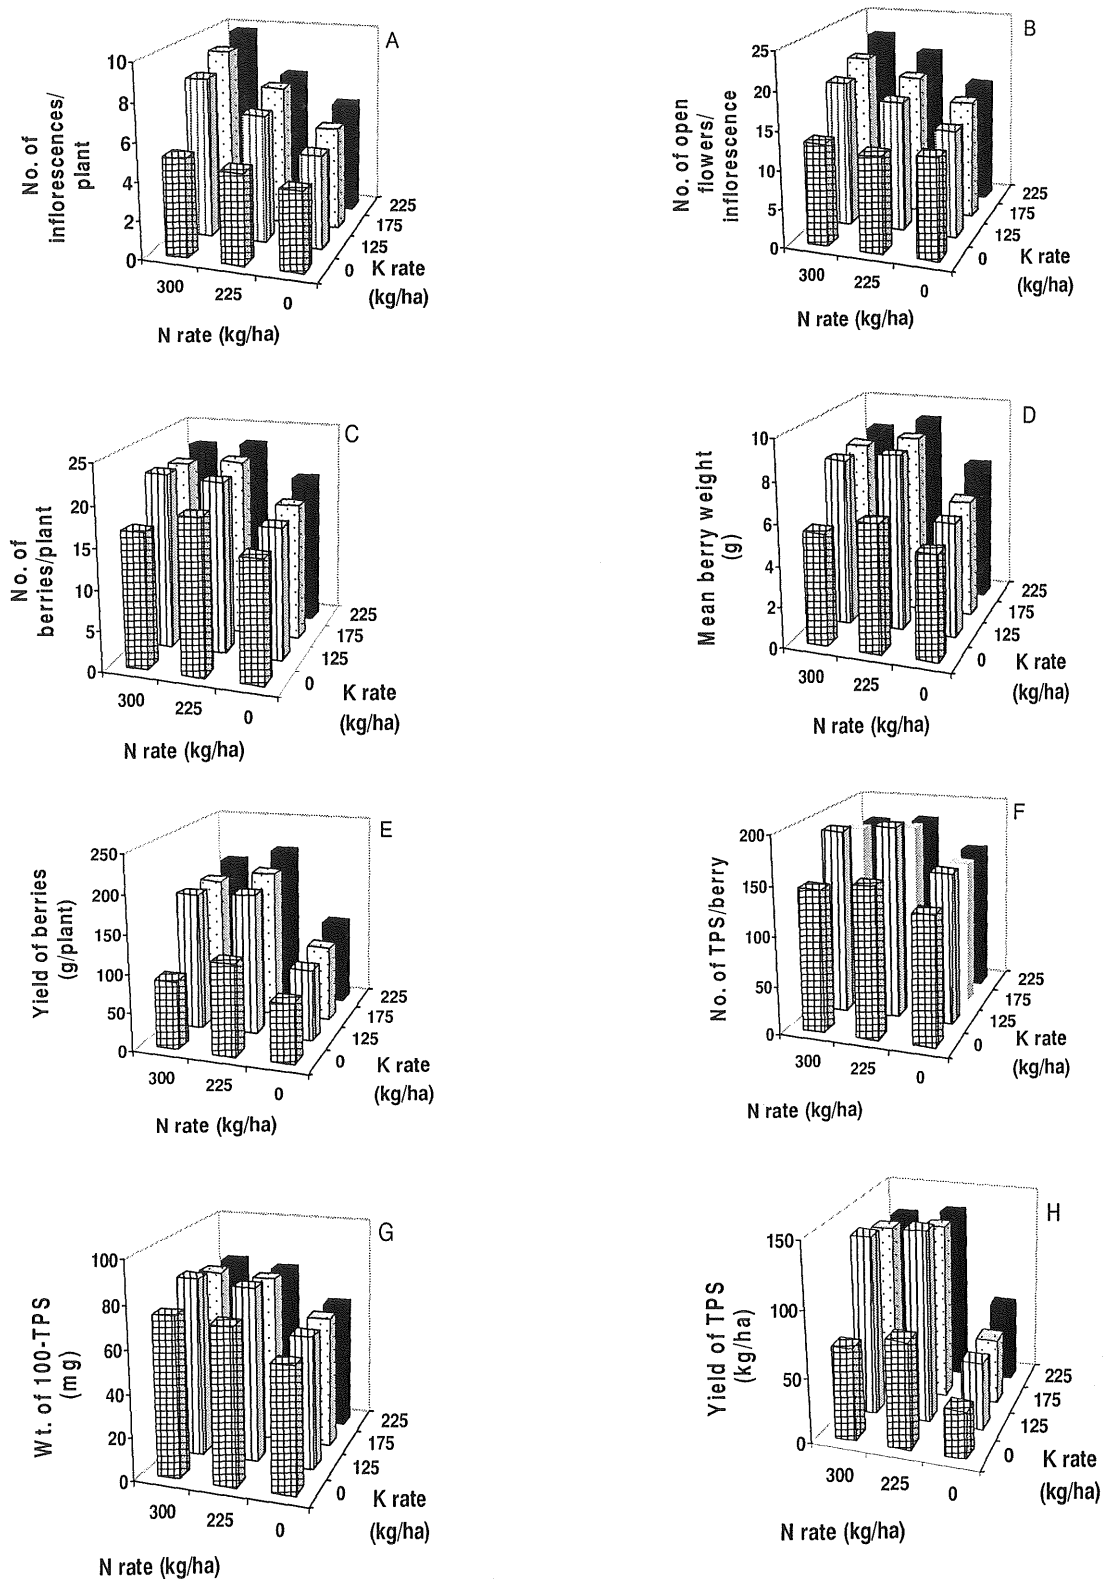 A
No. of
inflorescences/
plant
10
8
6
4
2
0
300
225
0
225
175
125
0
K rate
(kg/ha)
N rate (kg/ha)
B
No. of open
flowers/
inflorescence
25
20
15
10
5
0
300
225
0
225
175
125
0
K rate
(kg/ha)
N rate (kg/ha)
C
No. of
berries/plant
25
20
15
10
5
0
300
225
0
225
175
125
0
K rate
(kg/ha)
N rate (kg/ha)
D
Mean berry weight
(g)
10
8
6
4
2
0
300
225
0
225
175
125
0
K rate
(kg/ha)
N rate (kg/ha)
E
Yield of berries
(g/plant)
250
200
150
100
50
0
300
225
0
225
175
125
0
K rate
(kg/ha)
N rate (kg/ha)
F
No. of TPS/berry
200
150
100
50
0
300
225
0
225
175
125
0
K rate
(kg/ha)
N rate (kg/ha)
G
Wt. of 100-TPS
(mg)
100
80
60
40
20
0
300
225
0
225
175
125
0
K rate
(kg/ha)
N rate (kg/ha)
H
Yield of TPS
(kg/ha)
150
100
50
0
300
225
0
225
175
125
0
K rate
(kg/ha)
N rate (kg/ha)